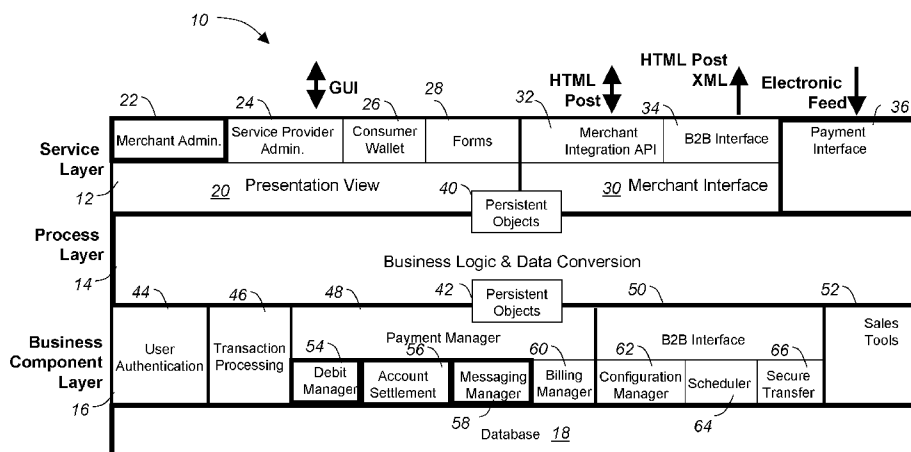 10
HTML Post
XML
GUI
HTML
Post
Electronic
Feed
22
24
26
28
32
34
36
Merchant Admin.
Service Provider
Admin.
Consumer
Wallet
Forms
Merchant
Integration API
B2B Interface
Payment
Interface
Service
Layer
12
20
Presentation View
40
30
Merchant Interface
Persistent
Objects
Process
Layer
14
Business Logic & Data Conversion
44
46
48
42
Persistent
Objects
50
52
Business
Component
Layer
16
User
Authentication
Transaction
Processing
Payment Manager
54
Debit
Manager
56
Account
Settlement
Messaging
Manager
58
60
Billing
Manager
B2B Interface
62
Configuration
Manager
Scheduler
64
66
Secure
Transfer
Sales
Tools
Database 18